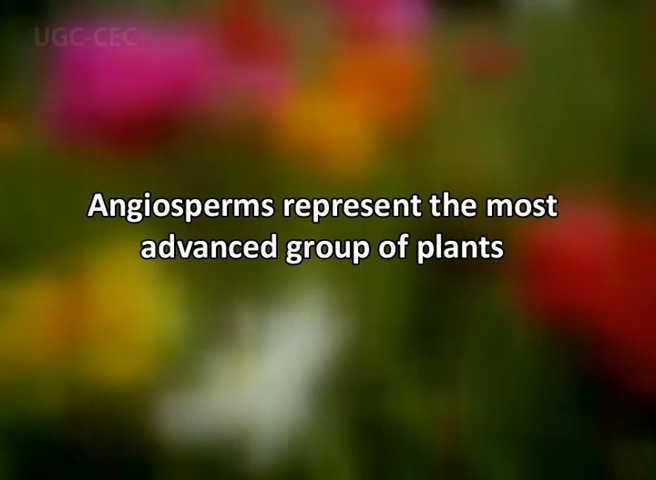 UGC-CEC
Angiosperms represent the most
advanced group of plants